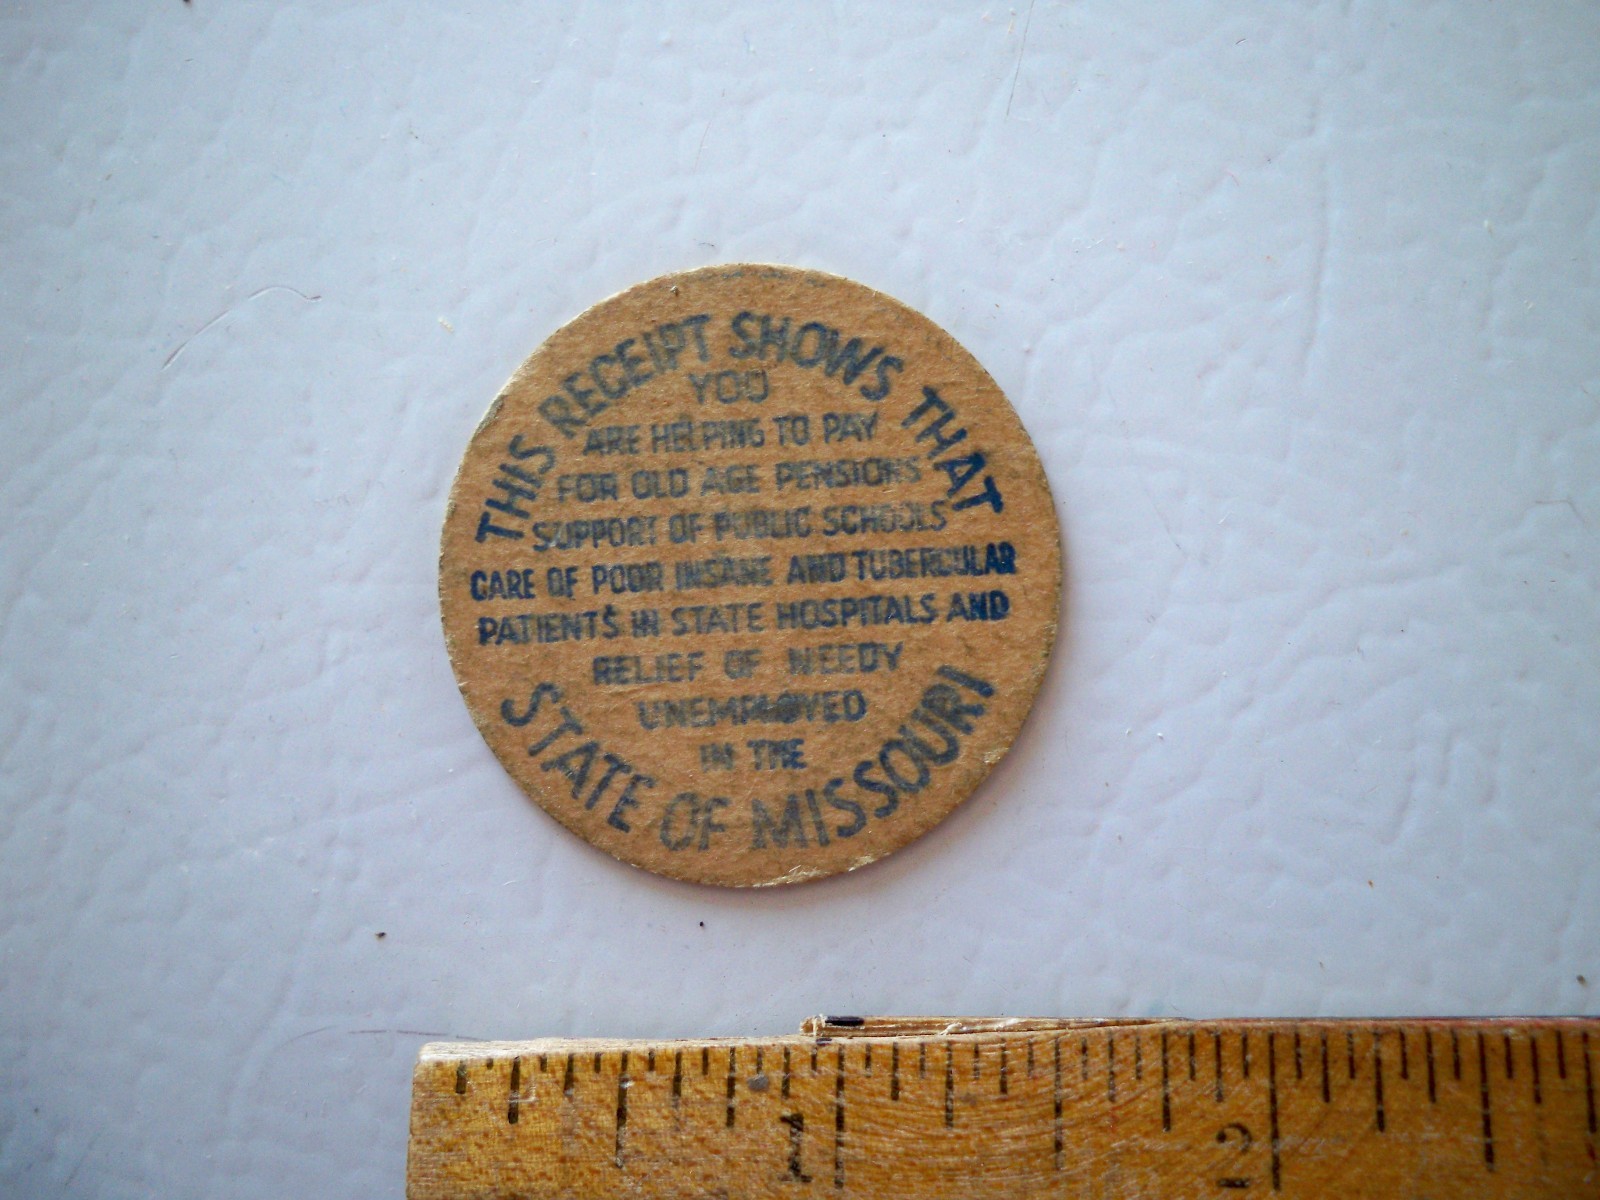 THIS RECEIPT SHOWS THAT
YOU
ARE HELPING TO PAY
FOR OLD AGE PENSIONS
SUPPORT OF PUBLIC SCHOOLS
CARE OF POOR INSANE AND TUBERCULAR
PATIENTS IN STATE HOSPITALS AND
RELIEF OF NEEDY
UNEMPLOYED
IN THE
STATE OF MISSOURI
1 2